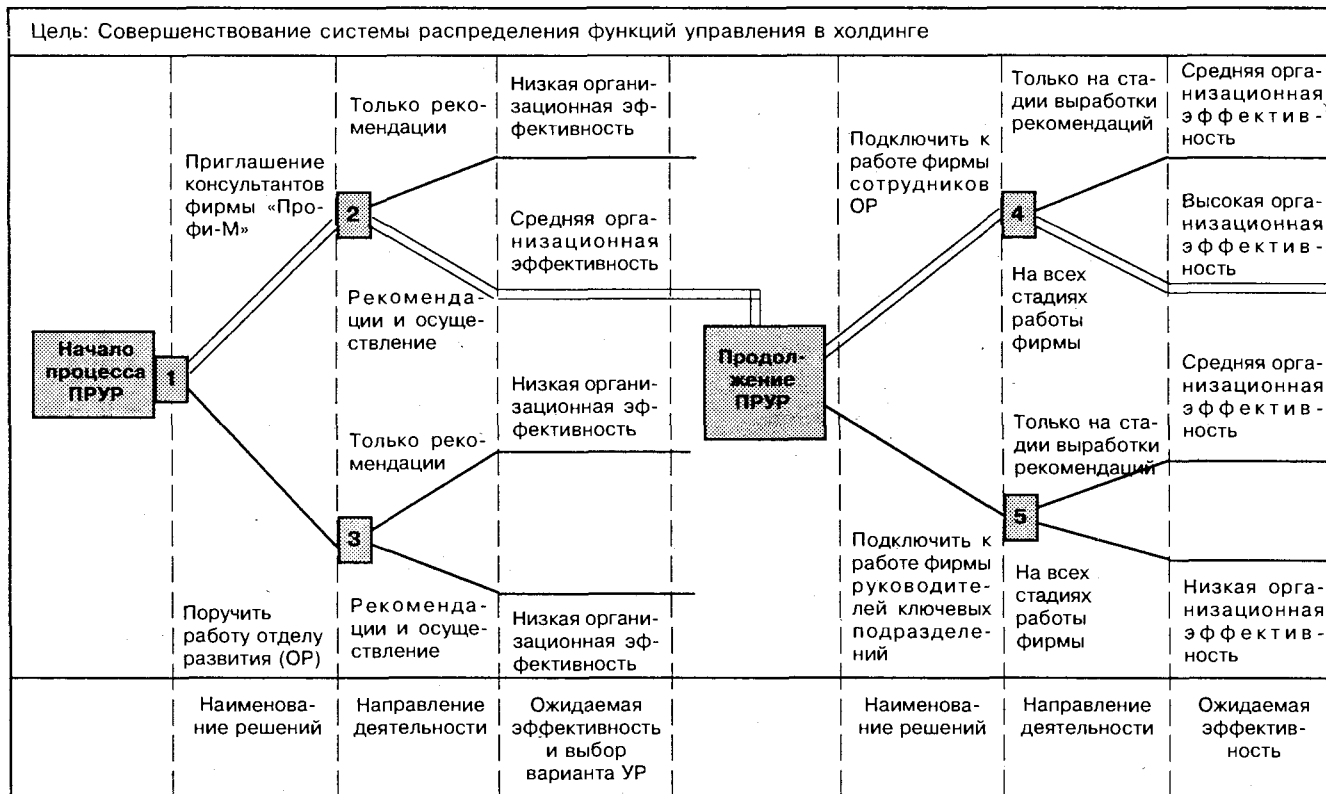 Цель: Совершенствование системы распределения функций управления в холдинге
Начало
процесса
ПРУР
1
Приглашение
консультантов
фирмы «Про-
фи-М»
Поручить
работу отделу
развития (ОР)
2
Только реко-
мендации
Рекоменда-
ции и осуще-
ствление
3
Только реко-
мендации
Рекоменда-
ции и осуще-
ствление
Низкая органи-
зационная эф-
фективность
Средняя орга-
низационная
эффективность
Низкая органи-
зационная эф-
фективность
Низкая органи-
зационная эф-
фективность
Продол-
жение
ПРУР
Подключить к
работе фирмы
сотрудников
ОР
Подключить к
работе фирмы
руководите-
лей ключевых
подразделе-
ний
4
Только на ста-
дии выработки
рекомендаций
На всех
стадиях
работы
фирмы
5
Только на ста-
дии выработки
рекомендаций
На всех
стадиях
работы
фирмы
Средняя орга-
низационная
эффектив-
ность
Высокая орга-
низационная
эффектив-
ность
Средняя орга-
низационная
эффектив-
ность
Низкая орга-
низационная
эффектив-
ность
Наименова-
ние решений
Направление
деятельности
Ожидаемая
эффективность
и выбор
варианта УР
Наименова-
ние решений
Направление
деятельности
Ожидаемая
эффектив-
ность